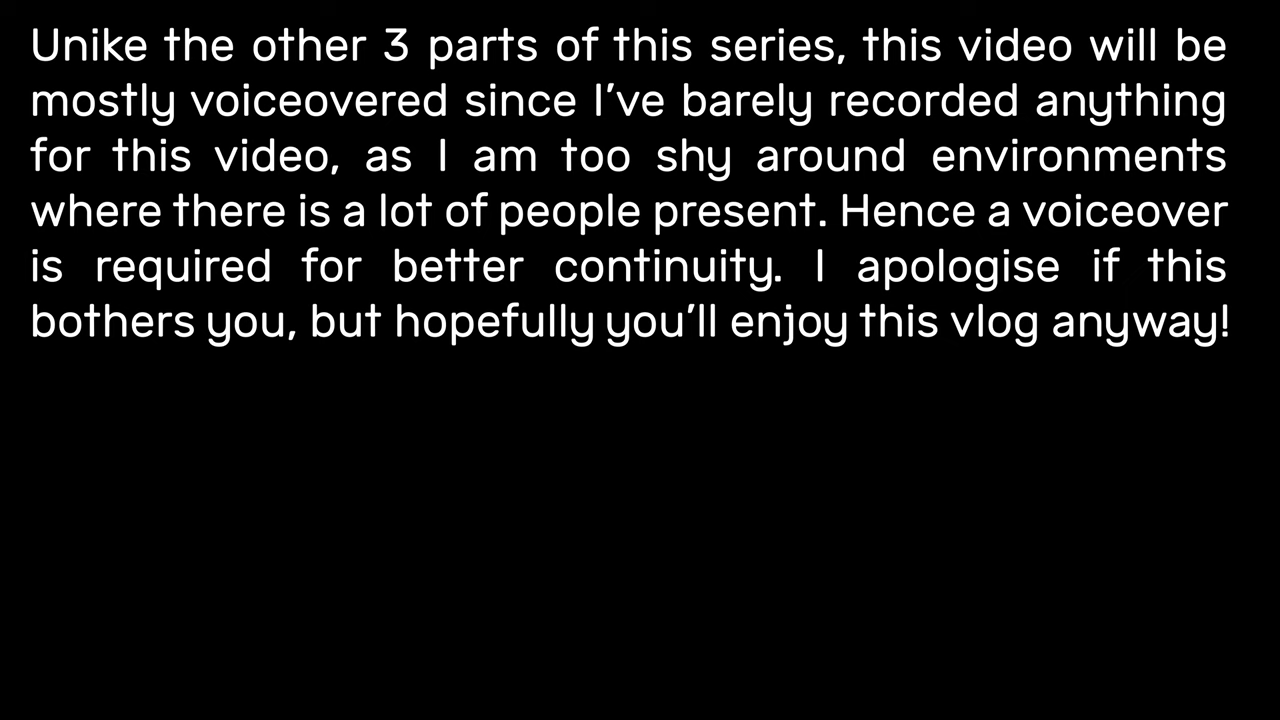 Unike the other 3 parts of this series, this video will be
mostly voiceovered since I've barely recorded anything
for this video, as I am too shy around environments
where there is a lot of people present. Hence a voiceover
is required for better continuity. I apologise if this
bothers you, but hopefully you'll enjoy this vlog anyway!